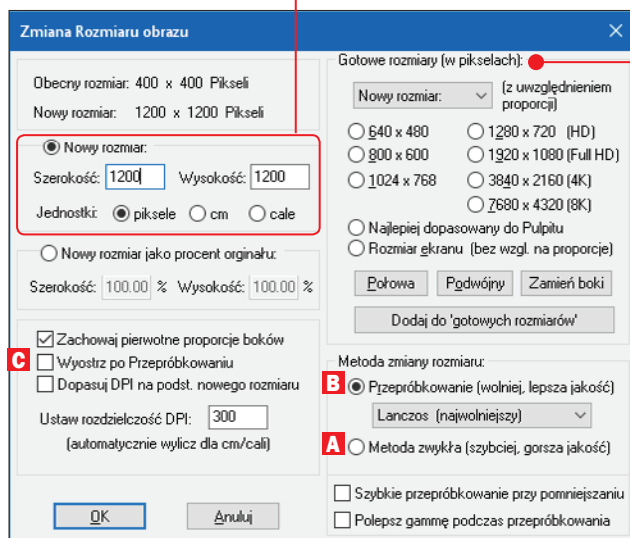 Zmiana Rozmiaru obrazu
Obecny rozmiar: 400 x 400 Pikseli
Nowy rozmiar: 1200 x 1200 Pikseli
Nowy rozmiar:
Szerokość: 1200 Wysokość: 1200
Jednostki: piksele cm cale
Nowy rozmiar jako procent orginału:
Szerokość: 100.00 % Wysokość: 100.00 %
Zachowaj pierwotne proporcje boków
C Wyostrz po Przepróbkowaniu
Dopasuj DPI na podst. nowego rozmiaru
Ustaw rozdzielczość DPI: 300
(automatycznie wylicz dla cm/cali)
OK Anuluj
Gotowe rozmiary (w pikselach):
Nowy rozmiar: (z uwzględnieniem
proporcji)
640 x 480 1280 x 720 (HD)
800 x 600 1920 x 1080 (Full HD)
1024 x 768 3840 x 2160 (4K)
7680 x 4320 (8K)
Najlepiej dopasowany do Pulpitu
Rozmiar ekranu (bez wzgl. na proporcje)
Połowa Podwójny Zamień boki
Dodaj do 'gotowych rozmiarów'
Metoda zmiany rozmiaru:
B Przepróbkowanie (wolniej, lepsza jakość)
Lanczos (najwolniejszy)
A Metoda zwykła (szybciej, gorsza jakość)
Szybkie przepróbkowanie przy pomniejszaniu
Polepsz gammę podczas przepróbkowania